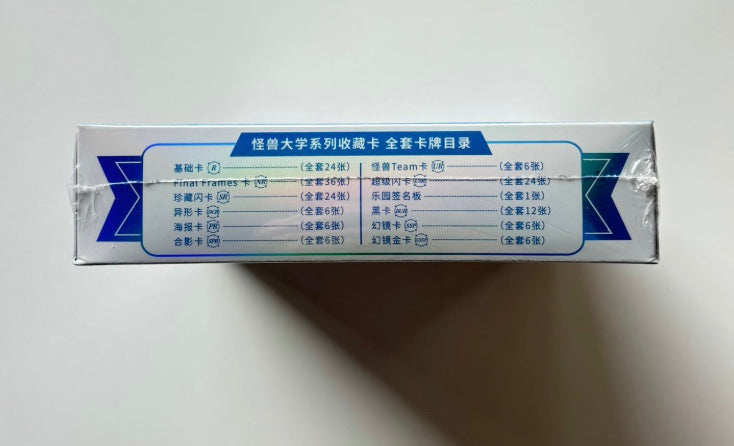 怪兽大学系列收藏卡 全套卡牌目录
基础卡 R (全套24张)
Final Frames 卡 NR (全套36张)
珍藏闪卡 SR (全套24张)
异形卡 (全套6张)
海报卡 PR (全套6张)
合影卡 SPR (全套6张)
怪兽Team卡 UR (全套6张)
超级闪卡 (全套24张)
乐园签名板 (全套1张)
黑卡 (全套12张)
幻镜卡 SSP (全套6张)
幻镜金卡 (全套6张)